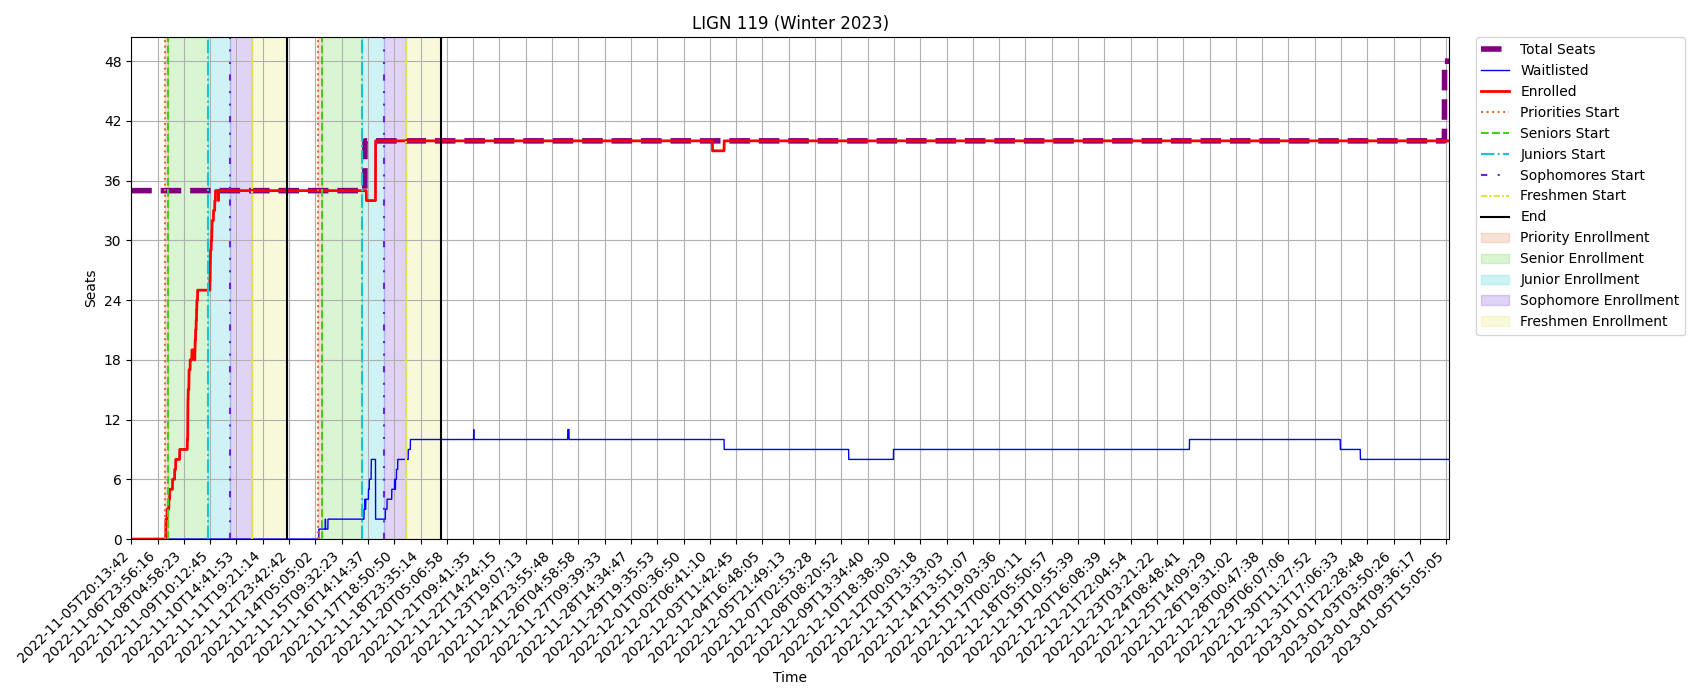 LIGN 119 (Winter 2023)
Seats
48
42
36
30
24
18
12
6
0
2022-11-05T20:13:42
2022-11-06T23:56:16
2022-11-08T04:58:23
2022-11-09T10:12:45
2022-11-10T14:41:53
2022-11-11T19:21:14
2022-11-12T23:42:42
2022-11-14T05:05:02
2022-11-15T09:32:23
2022-11-16T14:14:37
2022-11-17T18:50:50
2022-11-18T23:35:14
2022-11-20T05:06:58
2022-11-21T09:41:35
2022-11-22T14:24:15
2022-11-23T19:07:13
2022-11-24T23:55:48
2022-11-26T04:58:58
2022-11-27T09:39:33
2022-11-28T14:34:47
2022-11-29T19:35:53
2022-12-01T00:36:50
2022-12-02T06:41:10
2022-12-03T11:42:45
2022-12-04T16:48:05
2022-12-05T21:49:13
2022-12-07T02:53:28
2022-12-08T08:20:52
2022-12-09T13:34:40
2022-12-10T18:38:30
2022-12-12T00:03:18
2022-12-13T13:33:03
2022-12-14T13:51:07
2022-12-15T19:03:36
2022-12-17T00:20:11
2022-12-18T05:50:57
2022-12-19T10:55:39
2022-12-20T16:08:39
2022-12-21T22:04:54
2022-12-23T03:21:22
2022-12-24T08:48:41
2022-12-25T14:09:29
2022-12-26T19:31:02
2022-12-28T00:47:38
2022-12-29T06:07:06
2022-12-30T11:27:52
2022-12-31T17:06:33
2023-01-01T22:28:48
2023-01-03T03:50:26
2023-01-04T09:36:17
2023-01-05T15:05:05
Time
Total Seats
Waitlisted
Enrolled
Priorities Start
Seniors Start
Juniors Start
Sophomores Start
Freshmen Start
End
Priority Enrollment
Senior Enrollment
Junior Enrollment
Sophomore Enrollment
Freshmen Enrollment